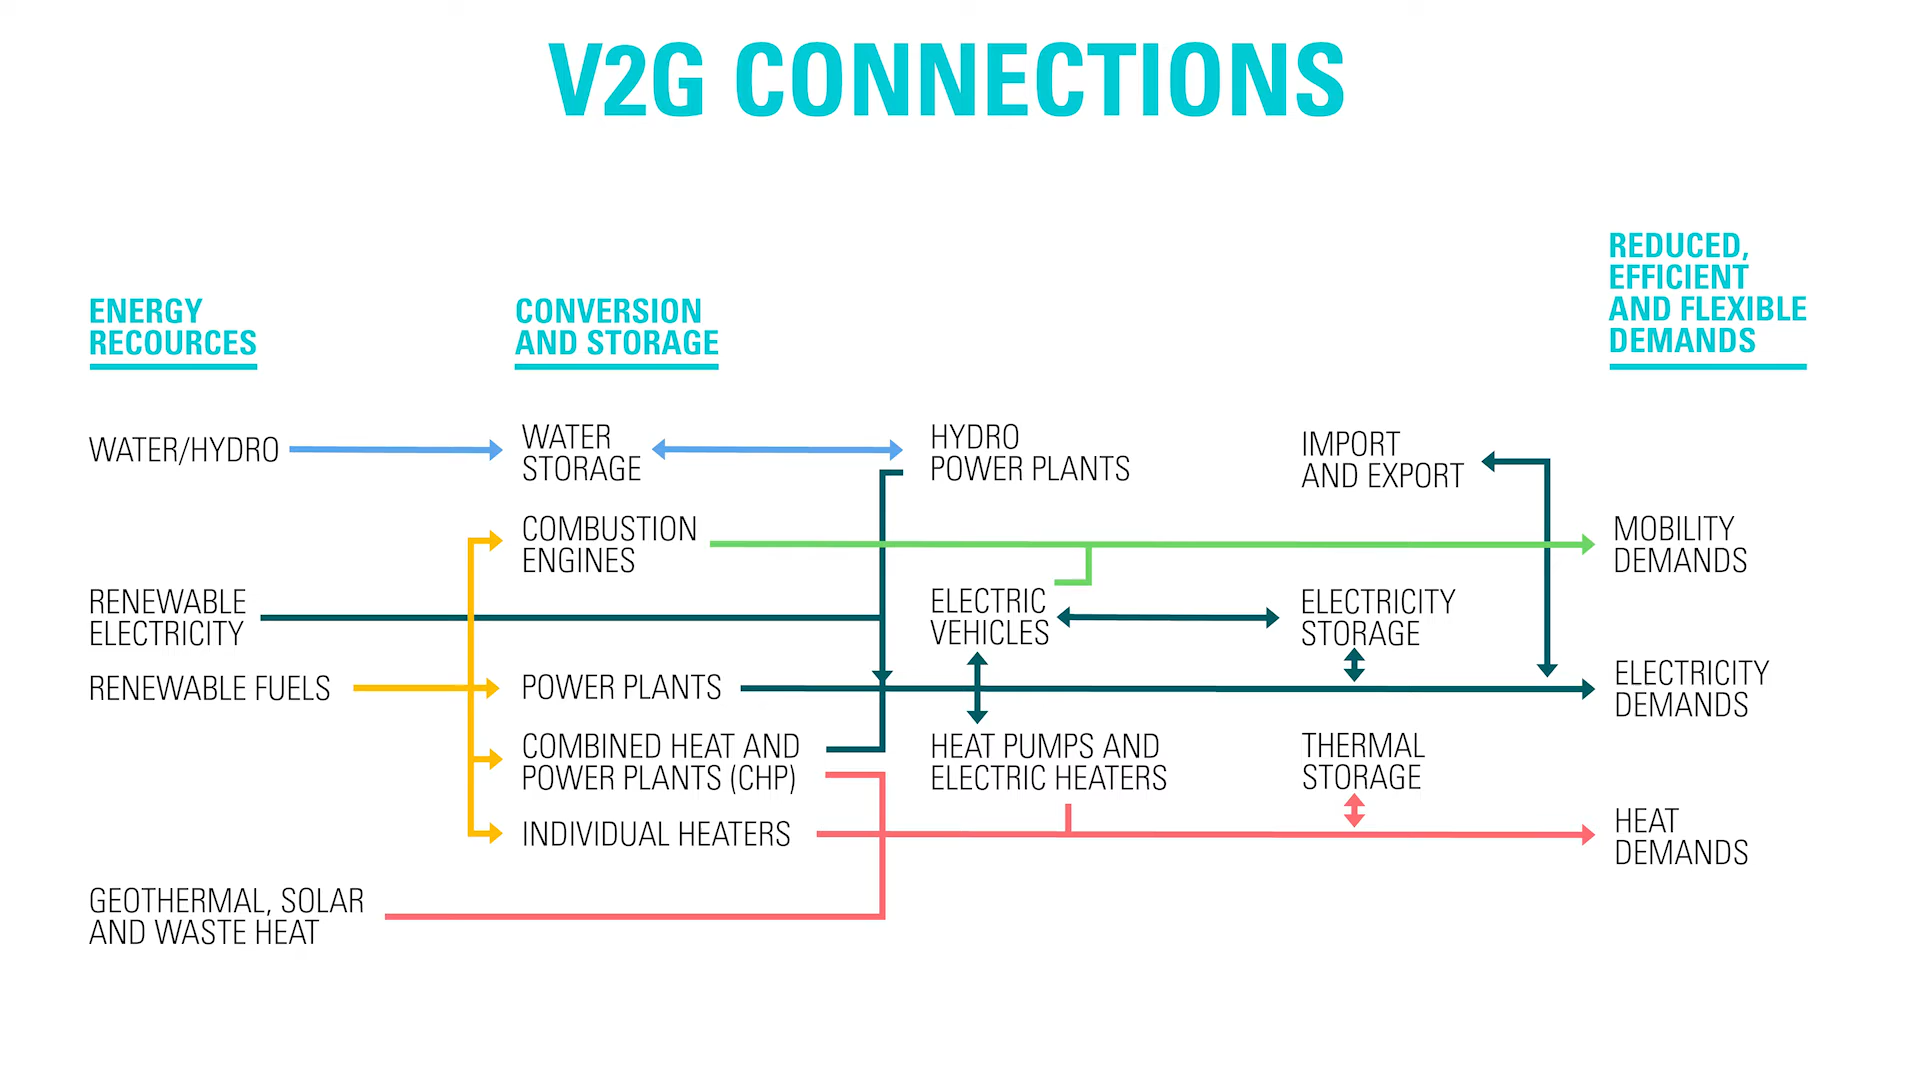 V2G CONNECTIONS
ENERGY
RECOURCES
CONVERSION
AND STORAGE
REDUCED,
EFFICIENT
AND FLEXIBLE
DEMANDS
WATER/HYDRO
WATER
STORAGE
HYDRO
POWER PLANTS
IMPORT
AND EXPORT
COMBUSTION
ENGINES
MOBILITY
DEMANDS
RENEWABLE
ELECTRICITY
ELECTRIC
VEHICLES
ELECTRICITY
STORAGE
RENEWABLE FUELS
POWER PLANTS
ELECTRICITY
DEMANDS
COMBINED HEAT AND
POWER PLANTS (CHP)
HEAT PUMPS AND
ELECTRIC HEATERS
THERMAL
STORAGE
INDIVIDUAL HEATERS
HEAT
DEMANDS
GEOTHERMAL, SOLAR
AND WASTE HEAT